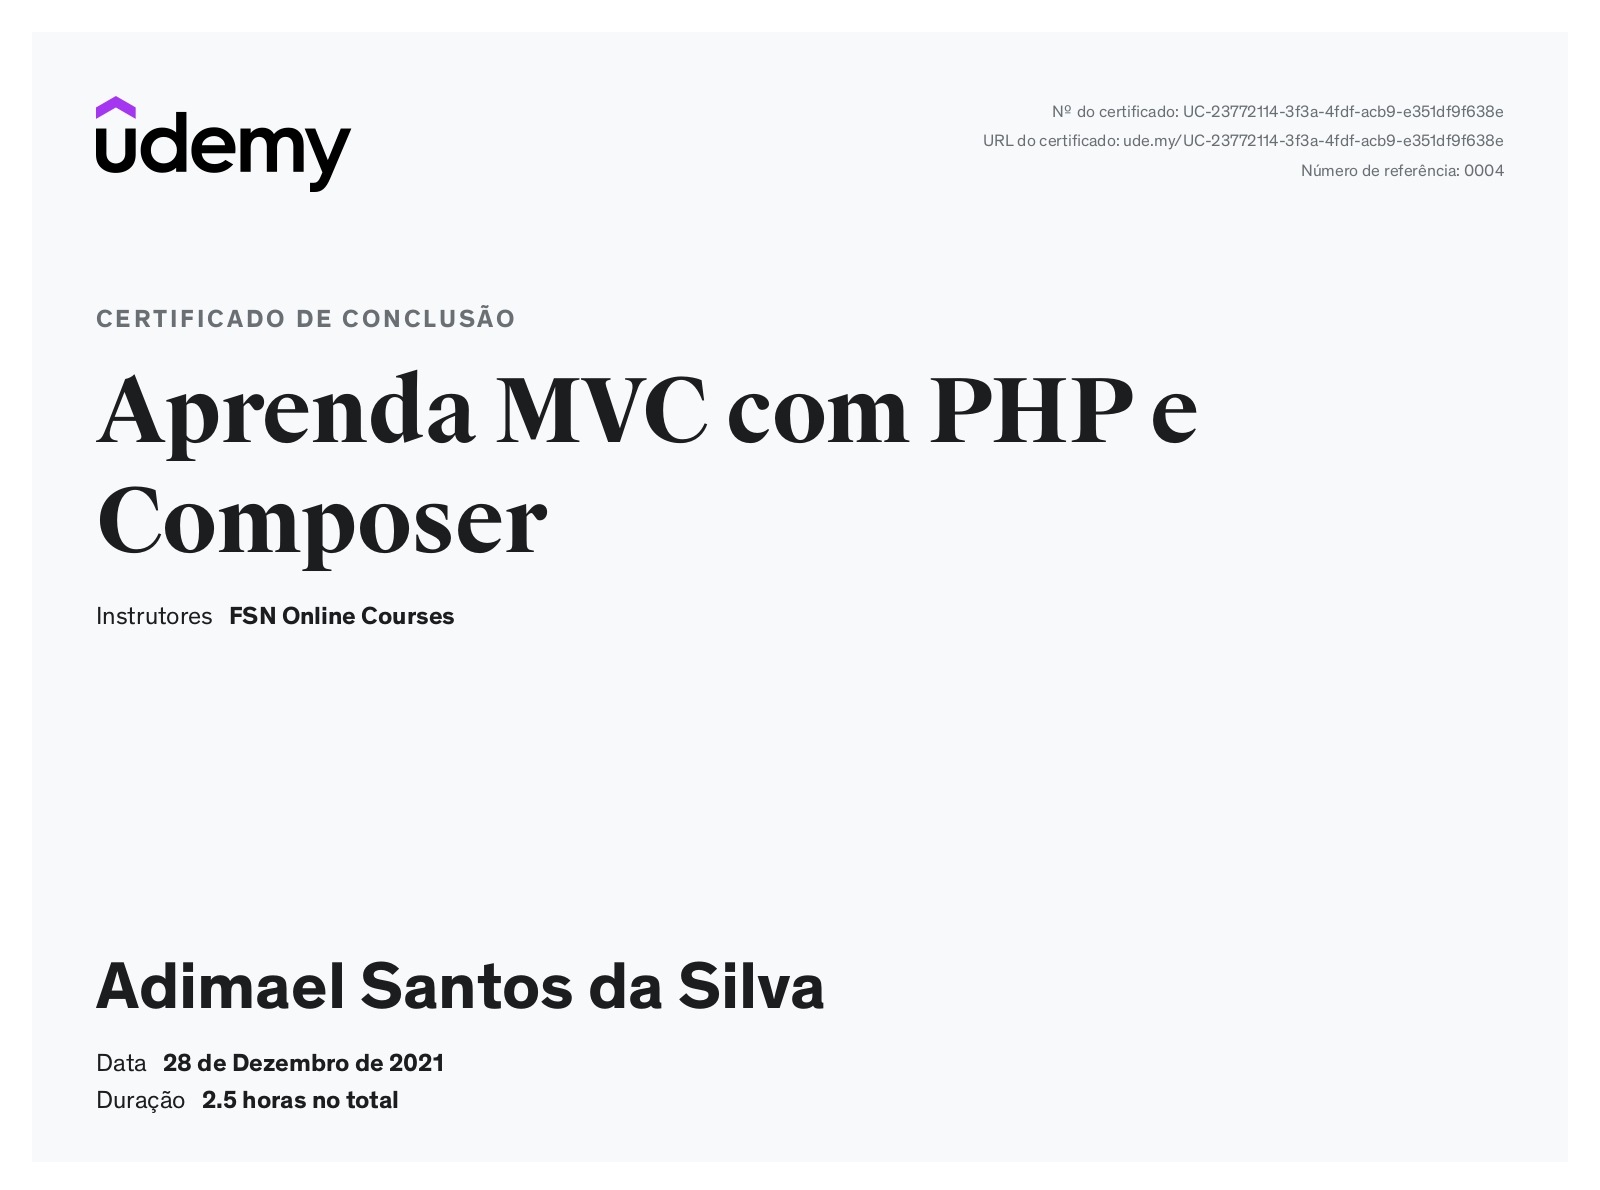 udemy
Nº do certificado: UC-23772114-3f3a-4fdf-acb9-e351df9f638e
URL do certificado: ude.my/UC-23772114-3f3a-4fdf-acb9-e351df9f638e
Número de referência: 0004
CERTIFICADO DE CONCLUSÃO
Aprenda MVC com PHP e
Composer
Instrutores FSN Online Courses
Adimael Santos da Silva
Data 28 de Dezembro de 2021
Duração 2.5 horas no total